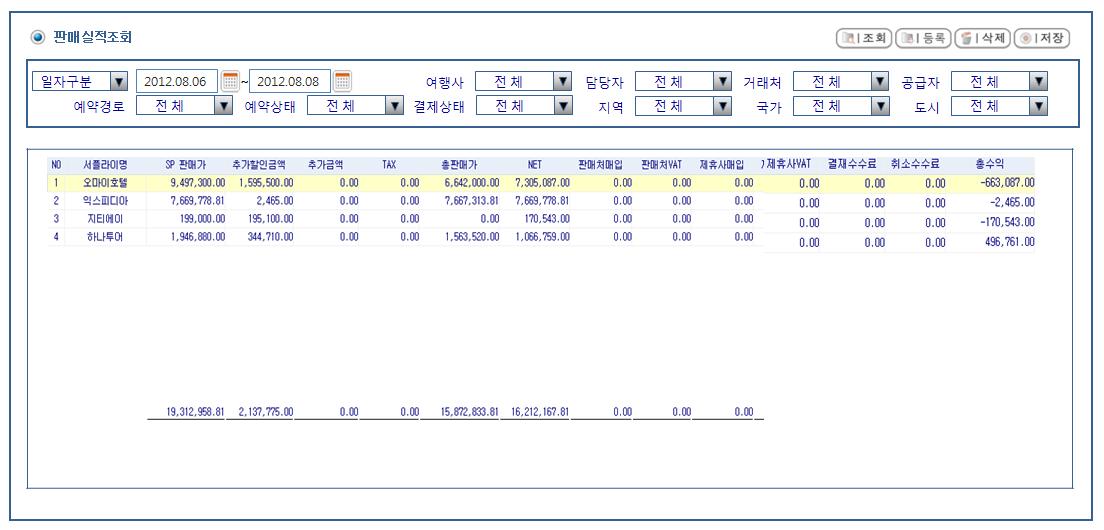 판매실적조회 조회 등록 삭제 저장
일자구분 2012.08.06 ~ 2012.08.08 여행사 전 체 담당자 전 체 거래처 전 체 공급자 전 체
예약경로 전 체 예약상태 전 체 결제상태 전 체 지역 전 체 국가 전 체 도시 전 체
NO 서플라이명 SP 판매가 추가할인금액 추가금액 TAX 총판매가 NET 판매처매입 판매처VAT 제휴사매입 제휴사VAT 결재수수료 취소수수료 총수익
1 오마이호텔 9,497,300.00 1,595,500.00 0.00 0.00 6,642,000.00 7,305,087.00 0.00 0.00 0.00 0.00 0.00 0.00 -663,087.00
2 익스피디아 7,669,778.81 2,465.00 0.00 0.00 7,667,313.81 7,669,778.81 0.00 0.00 0.00 0.00 0.00 0.00 -2,465.00
3 지티에이 199,000.00 195,100.00 0.00 0.00 0.00 170,543.00 0.00 0.00 0.00 0.00 0.00 0.00 -170,543.00
4 하나투어 1,946,880.00 344,710.00 0.00 0.00 1,563,520.00 1,066,759.00 0.00 0.00 0.00 0.00 0.00 0.00 496,761.00
19,312,958.81 2,137,775.00 0.00 0.00 15,872,833.81 16,212,167.81 0.00 0.00 0.00